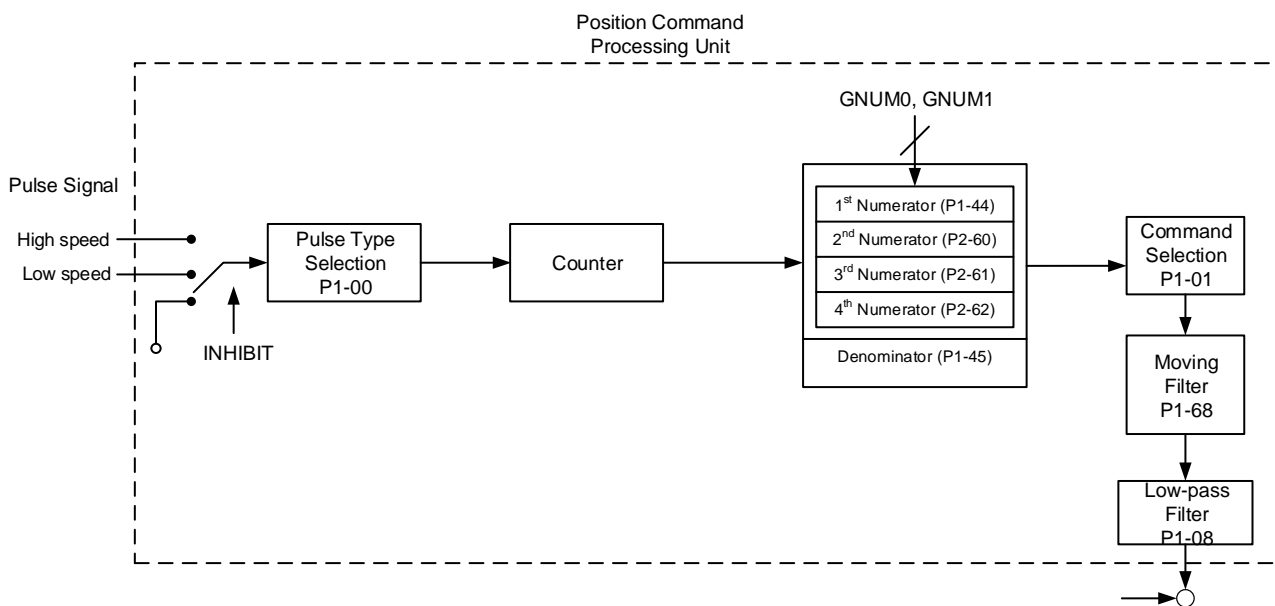 Position Command
Processing Unit
GNUM0, GNUM1
Pulse Signal
High speed
Low speed
INHIBIT
Pulse Type
Selection
P1-00
Counter
1st Numerator (P1-44)
2nd Numerator (P2-60)
3rd Numerator (P2-61)
4th Numerator (P2-62)
Denominator (P1-45)
Command
Selection
P1-01
Moving
Filter
P1-68
Low-pass
Filter
P1-08